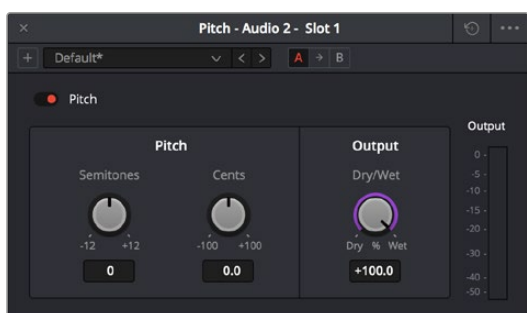 Pitch - Audio 2 - Slot 1
Default*
A B
Pitch
Output
Pitch
Output
Semitones Cents Dry/Wet
-12 +12 -100 +100 Dry % Wet
0 0.0 +100.0
0
-5
-10
-15
-20
-30
-40
-50